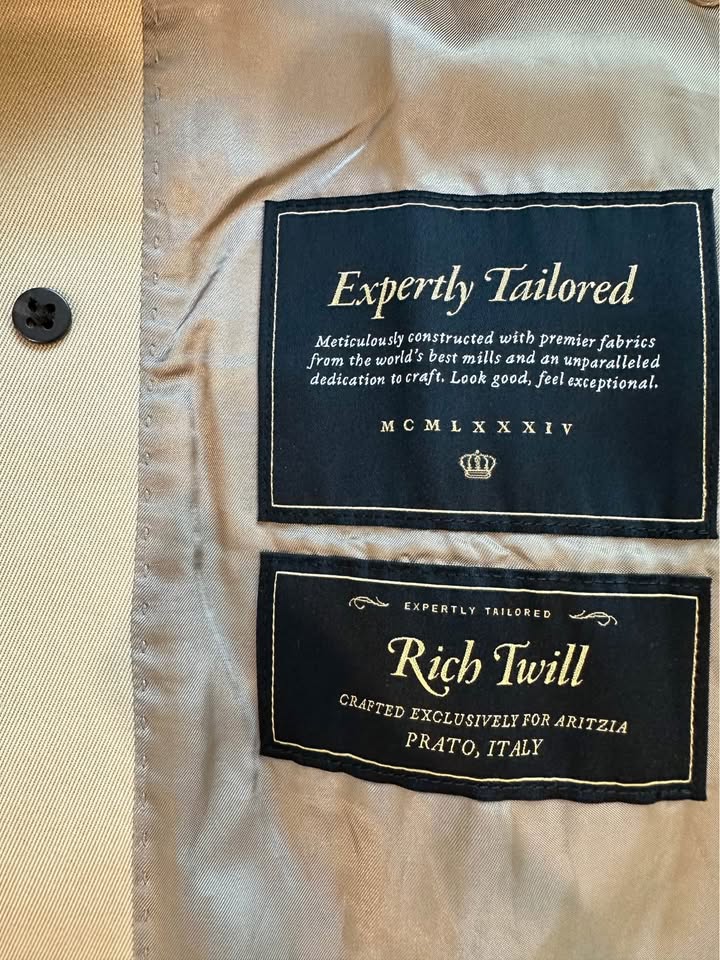 Expertly Tailored
Meticulously constructed with premier fabrics
from the world's best mills and an unparalleled
dedication to craft. Look good, feel exceptional.
MCMLXXXIV
EXPERTLY TAILORED
Rich Twill
CRAFTED EXCLUSIVELY FOR ARITZIA
PRATO, ITALY